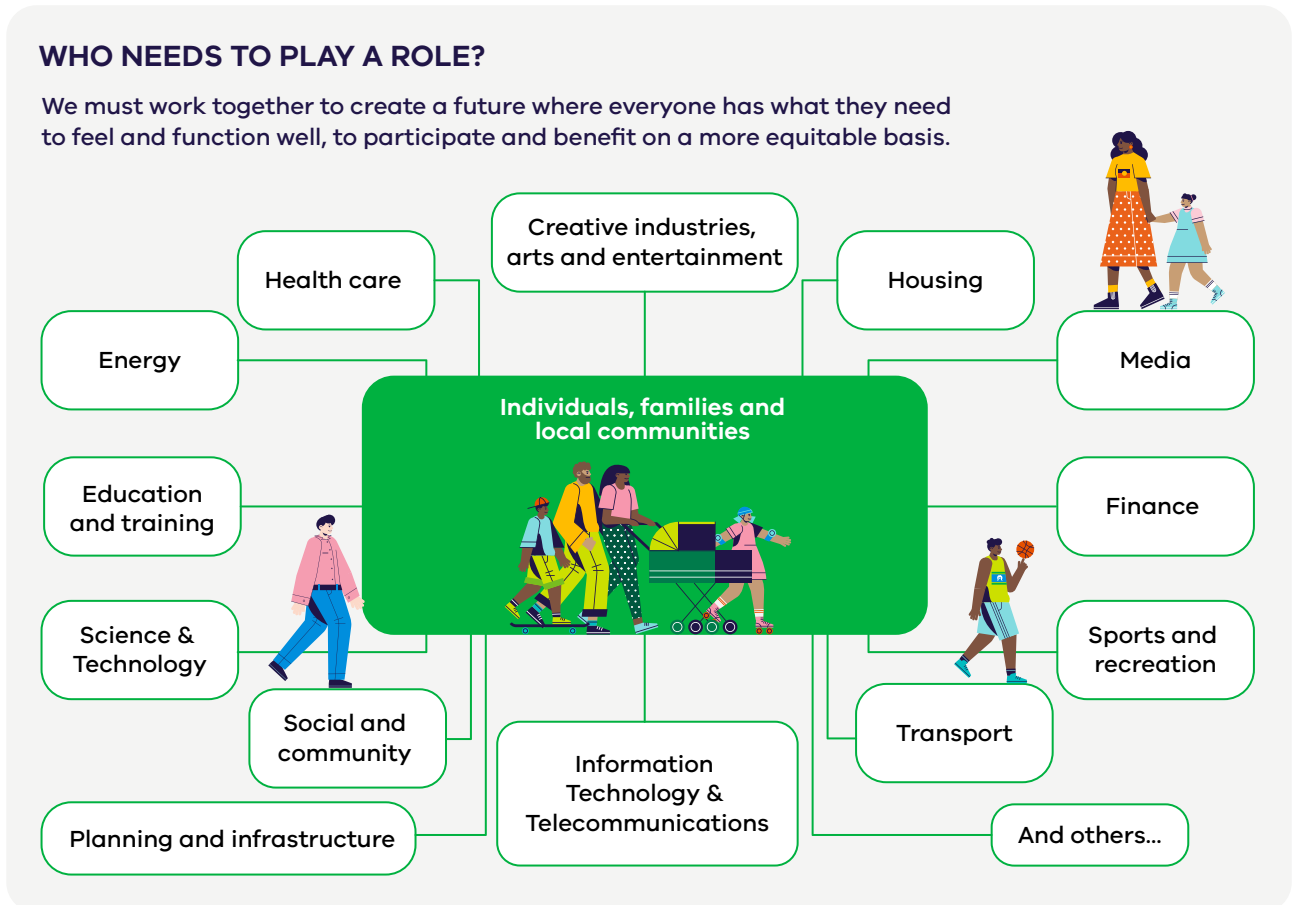 WHO NEEDS TO PLAY A ROLE?
We must work together to create a future where everyone has what they need
to feel and function well, to participate and benefit on a more equitable basis.
Creative industries,
arts and entertainment
Health care
Housing
Energy
Media
Individuals, families and
local communities
Education
and training
Finance
Science &
Technology
Sports and
recreation
Social and
community
Transport
Information
Technology &
Telecommunications
Planning and infrastructure
And others...